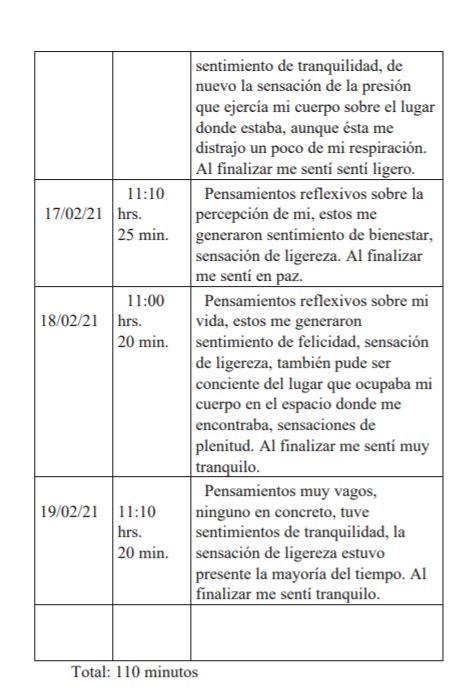 sentimiento de tranquilidad, de
nuevo la sensación de la presión
que ejercía mi cuerpo sobre el lugar
donde estaba, aunque ésta me
distrajo un poco de mi respiración.
Al finalizar me sentí sentí ligero.
17/02/21
11:10
hrs.
25 min.
Pensamientos reflexivos sobre la
percepción de mi, estos me
generaron sentimiento de bienestar,
sensación de ligereza. Al finalizar
me sentí en paz.
18/02/21
11:00
hrs.
20 min.
Pensamientos reflexivos sobre mi
vida, estos me generaron
sentimiento de felicidad, sensación
de ligereza, también pude ser
conciente del lugar que ocupaba mi
cuerpo en el espacio donde me
encontraba, sensaciones de
plenitud. Al finalizar me sentí muy
tranquilo.
19/02/21
11:10
hrs.
20 min.
Pensamientos muy vagos,
ninguno en concreto, tuve
sentimientos de tranquilidad, la
sensación de ligereza estuvo
presente la mayoría del tiempo. Al
finalizar me sentí tranquilo.
Total: 110 minutos